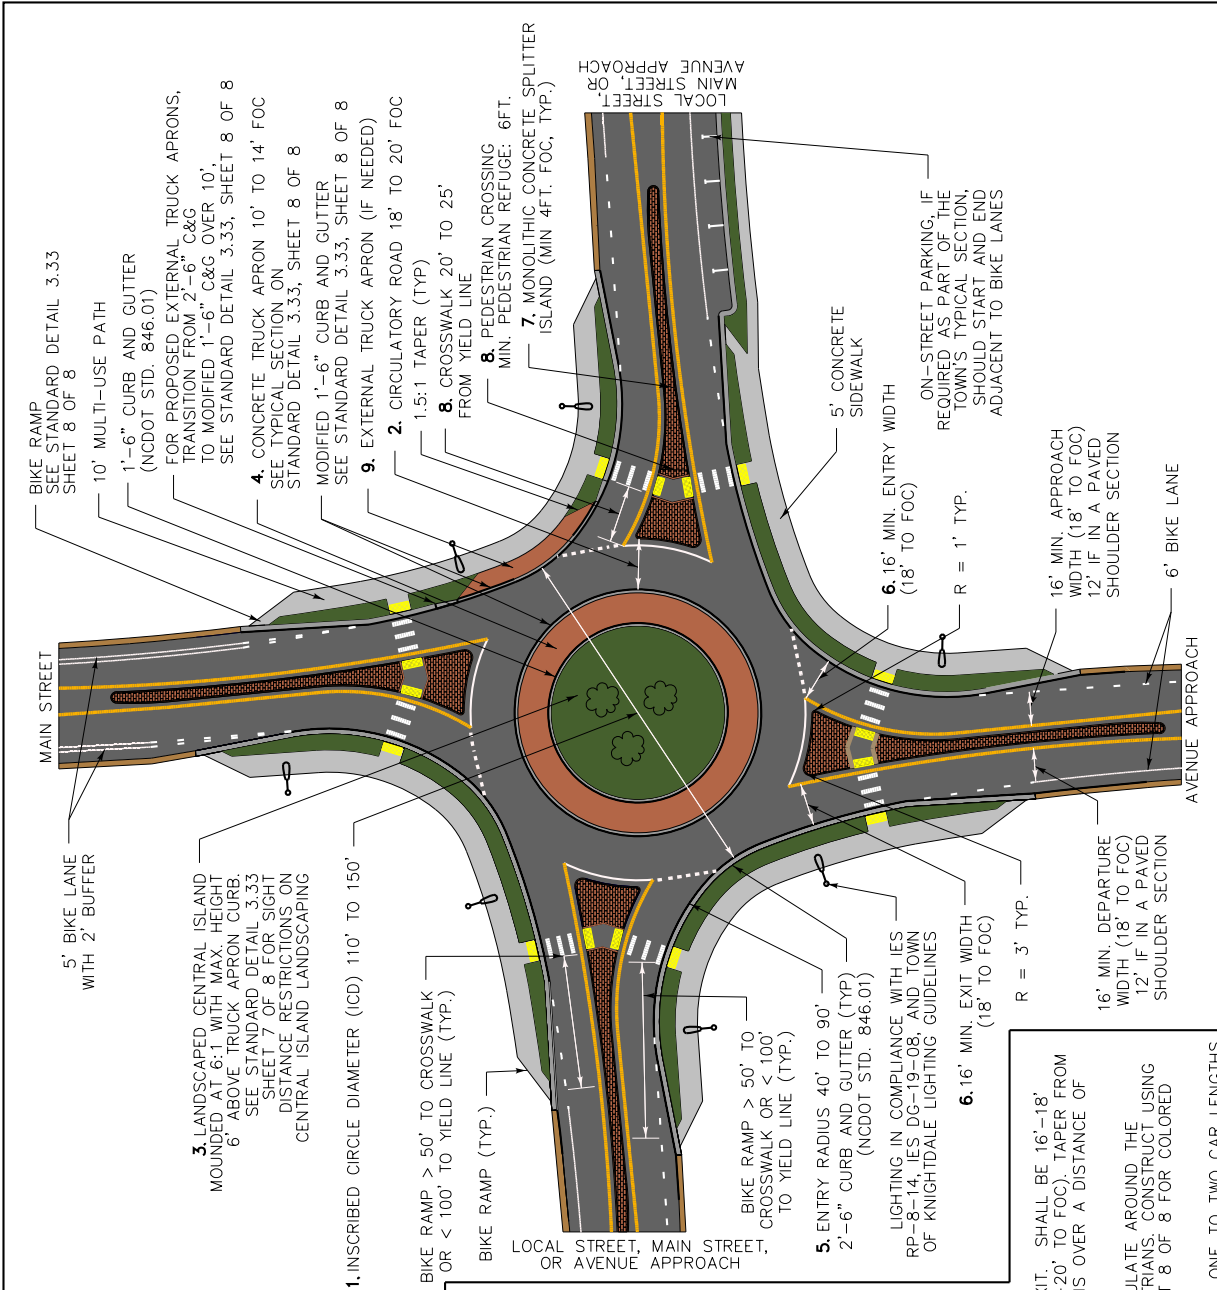 BIKE RAMP
SEE STANDARD DETAIL 3.33
SHEET 8 OF 8
10' MULTI-USE PATH
1'-6" CURB AND GUTTER
(NCDOT STD. 846.01)
FOR PROPOSED EXTERNAL TRUCK APRONS,
TRANSITION FROM 2'-6" C&G
TO MODIFIED 1'-6" C&G OVER 10',
SEE STANDARD DETAIL 3.33, SHEET 8 OF 8
4. CONCRETE TRUCK APRON 10' TO 14' FOC
SEE TYPICAL SECTION ON
STANDARD DETAIL 3.33, SHEET 8 OF 8
MODIFIED 1'-6" CURB AND GUTTER
SEE STANDARD DETAIL 3.33, SHEET 8 OF 8
9. EXTERNAL TRUCK APRON (IF NEEDED)
2. CIRCULATORY ROAD 18' TO 20' FOC
1.5:1 TAPER (TYP)
8. CROSSWALK 20' TO 25'
FROM YIELD LINE
8. PEDESTRIAN CROSSING
MIN. PEDESTRIAN REFUGE: 6FT.
7. MONOLITHIC CONCRETE SPLITTER
ISLAND (MIN 4FT. FOC, TYP.)
LOCAL STREET,
MAIN STREET, OR
AVENUE APPROACH
MAIN STREET
5' BIKE LANE
WITH 2' BUFFER
3. LANDSCAPED CENTRAL ISLAND
MOUNDED AT 6:1 WITH MAX. HEIGHT
6' ABOVE TRUCK APRON CURB.
SEE STANDARD DETAIL 3.33
SHEET 7 OF 8 FOR SIGHT
DISTANCE RESTRICTIONS ON
CENTRAL ISLAND LANDSCAPING
1. INSCRIBED CIRCLE DIAMETER (ICD) 110' TO 150'
BIKE RAMP > 50' TO CROSSWALK
OR < 100' TO YIELD LINE (TYP.)
BIKE RAMP (TYP.)
LOCAL STREET, MAIN STREET,
OR AVENUE APPROACH
BIKE RAMP > 50' TO
CROSSWALK OR < 100'
TO YIELD LINE (TYP.)
5. ENTRY RADIUS 40' TO 90'
2'-6" CURB AND GUTTER (TYP)
(NCDOT STD. 846.01)
LIGHTING IN COMPLIANCE WITH IES
RP-8-14, IES DG-19-08, AND TOWN
OF KNIGHTDALE LIGHTING GUIDELINES
6. 16' MIN. EXIT WIDTH
(18' TO FOC)
R = 3' TYP.
16' MIN. DEPARTURE
WIDTH (18' TO FOC)
12' IF IN A PAVED
SHOULDER SECTION
AVENUE APPROACH
6' BIKE LANE
16' MIN. APPROACH
WIDTH (18' TO FOC)
12' IF IN A PAVED
SHOULDER SECTION
R = 1' TYP.
6. 16' MIN. ENTRY WIDTH
(18' TO FOC)
5' CONCRETE
SIDEWALK
ON-STREET PARKING, IF
REQUIRED AS PART OF THE
TOWN'S TYPICAL SECTION,
SHOULD START AND END
ADJACENT TO BIKE LANES
SHALL BE 16'-18'
20' TO FOC). TAPER FROM
OVER A DISTANCE OF
AROUND THE
CONSTRUCT USING
8 OF 8 FOR COLORED
ONE TO TWO CAR LENGTHS